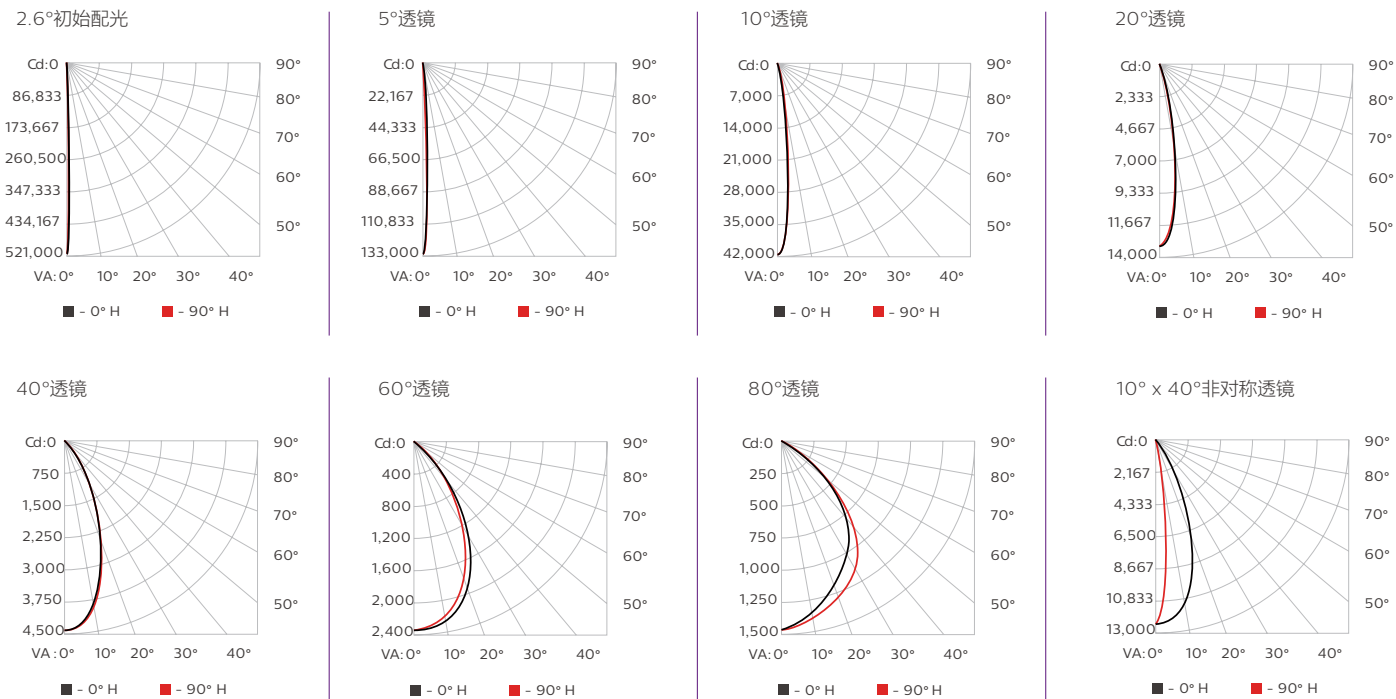 2.6°初始配光
Cd:0
86,833
173,667
260,500
347,333
434,167
521,000
90°
80°
70°
60°
50°
VA:0° 10° 20° 30° 40°
- 0° H - 90° H
5°透镜
Cd:0
22,167
44,333
66,500
88,667
110,833
133,000
90°
80°
70°
60°
50°
VA:0° 10° 20° 30° 40°
- 0° H - 90° H
10°透镜
Cd:0
7,000
14,000
21,000
28,000
35,000
42,000
90°
80°
70°
60°
50°
VA:0° 10° 20° 30° 40°
- 0° H - 90° H
20°透镜
Cd:0
2,333
4,667
7,000
9,333
11,667
14,000
90°
80°
70°
60°
50°
VA:0° 10° 20° 30° 40°
- 0° H - 90° H
40°透镜
Cd:0
750
1,500
2,250
3,000
3,750
4,500
90°
80°
70°
60°
50°
VA:0° 10° 20° 30° 40°
- 0° H - 90° H
60°透镜
Cd:0
400
800
1,200
1,600
2,000
2,400
90°
80°
70°
60°
50°
VA:0° 10° 20° 30° 40°
- 0° H - 90° H
80°透镜
Cd:0
250
500
750
1,000
1,250
1,500
90°
80°
70°
60°
50°
VA:0° 10° 20° 30° 40°
- 0° H - 90° H
10° x 40°非对称透镜
Cd:0
2,167
4,333
6,500
8,667
10,833
13,000
90°
80°
70°
60°
50°
VA:0° 10° 20° 30° 40°
- 0° H - 90° H